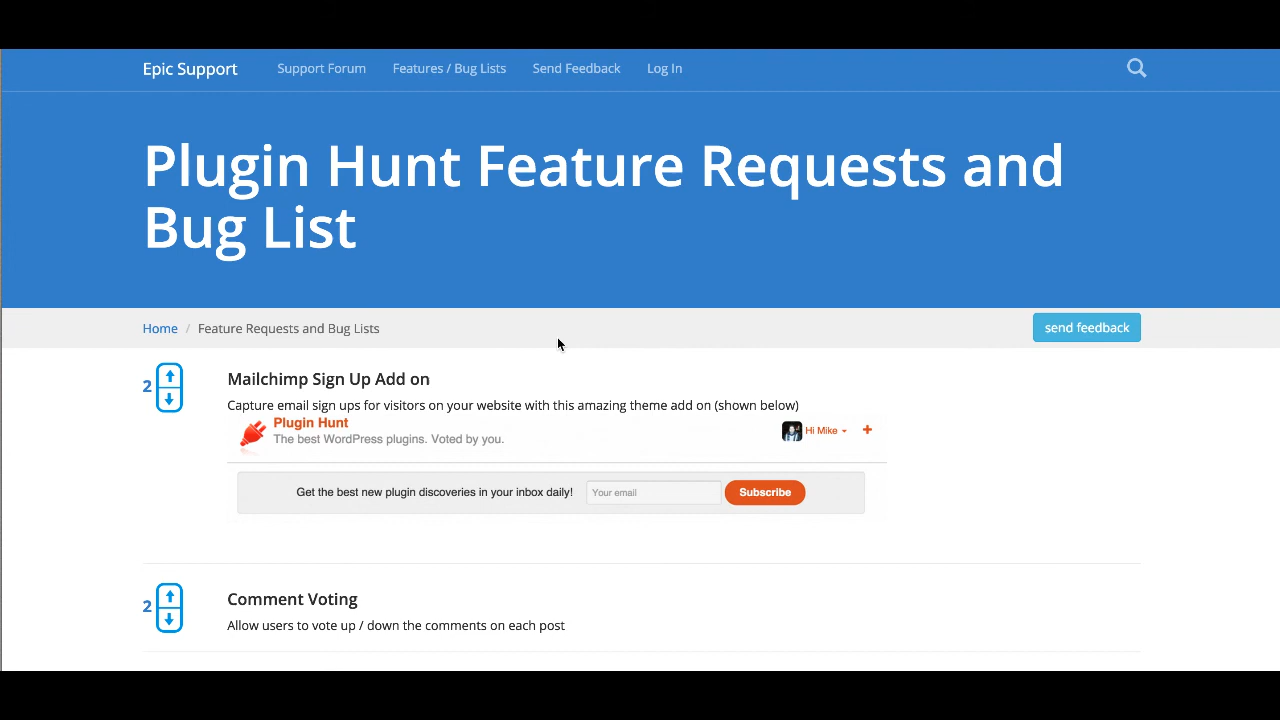 Epic Support Support Forum Features / Bug Lists Send Feedback Log In
Plugin Hunt Feature Requests and
Bug List
Home / Feature Requests and Bug Lists send feedback
2 Mailchimp Sign Up Add on
Capture email sign ups for visitors on your website with this amazing theme add on (shown below)
Plugin Hunt
The best WordPress plugins. Voted by you.
Hi Mike
Get the best new plugin discoveries in your inbox daily! Your email Subscribe
2 Comment Voting
Allow users to vote up / down the comments on each post